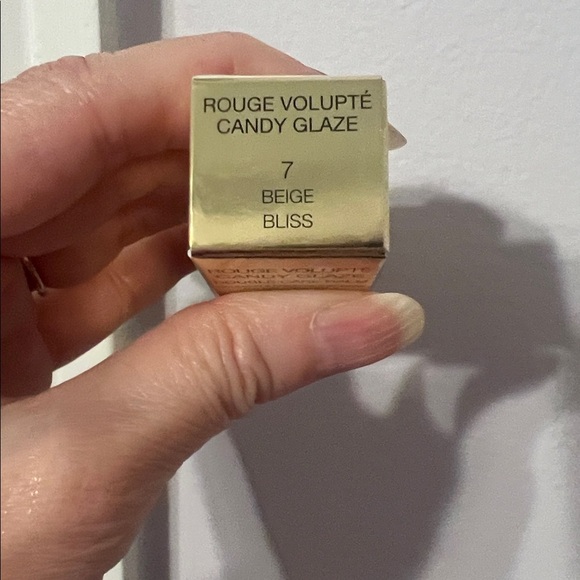 ROUGE VOLUPTÉ
CANDY GLAZE
7
BEIGE
BLISS
ROUGE VOLUPTÉ
CANDY GLAZE